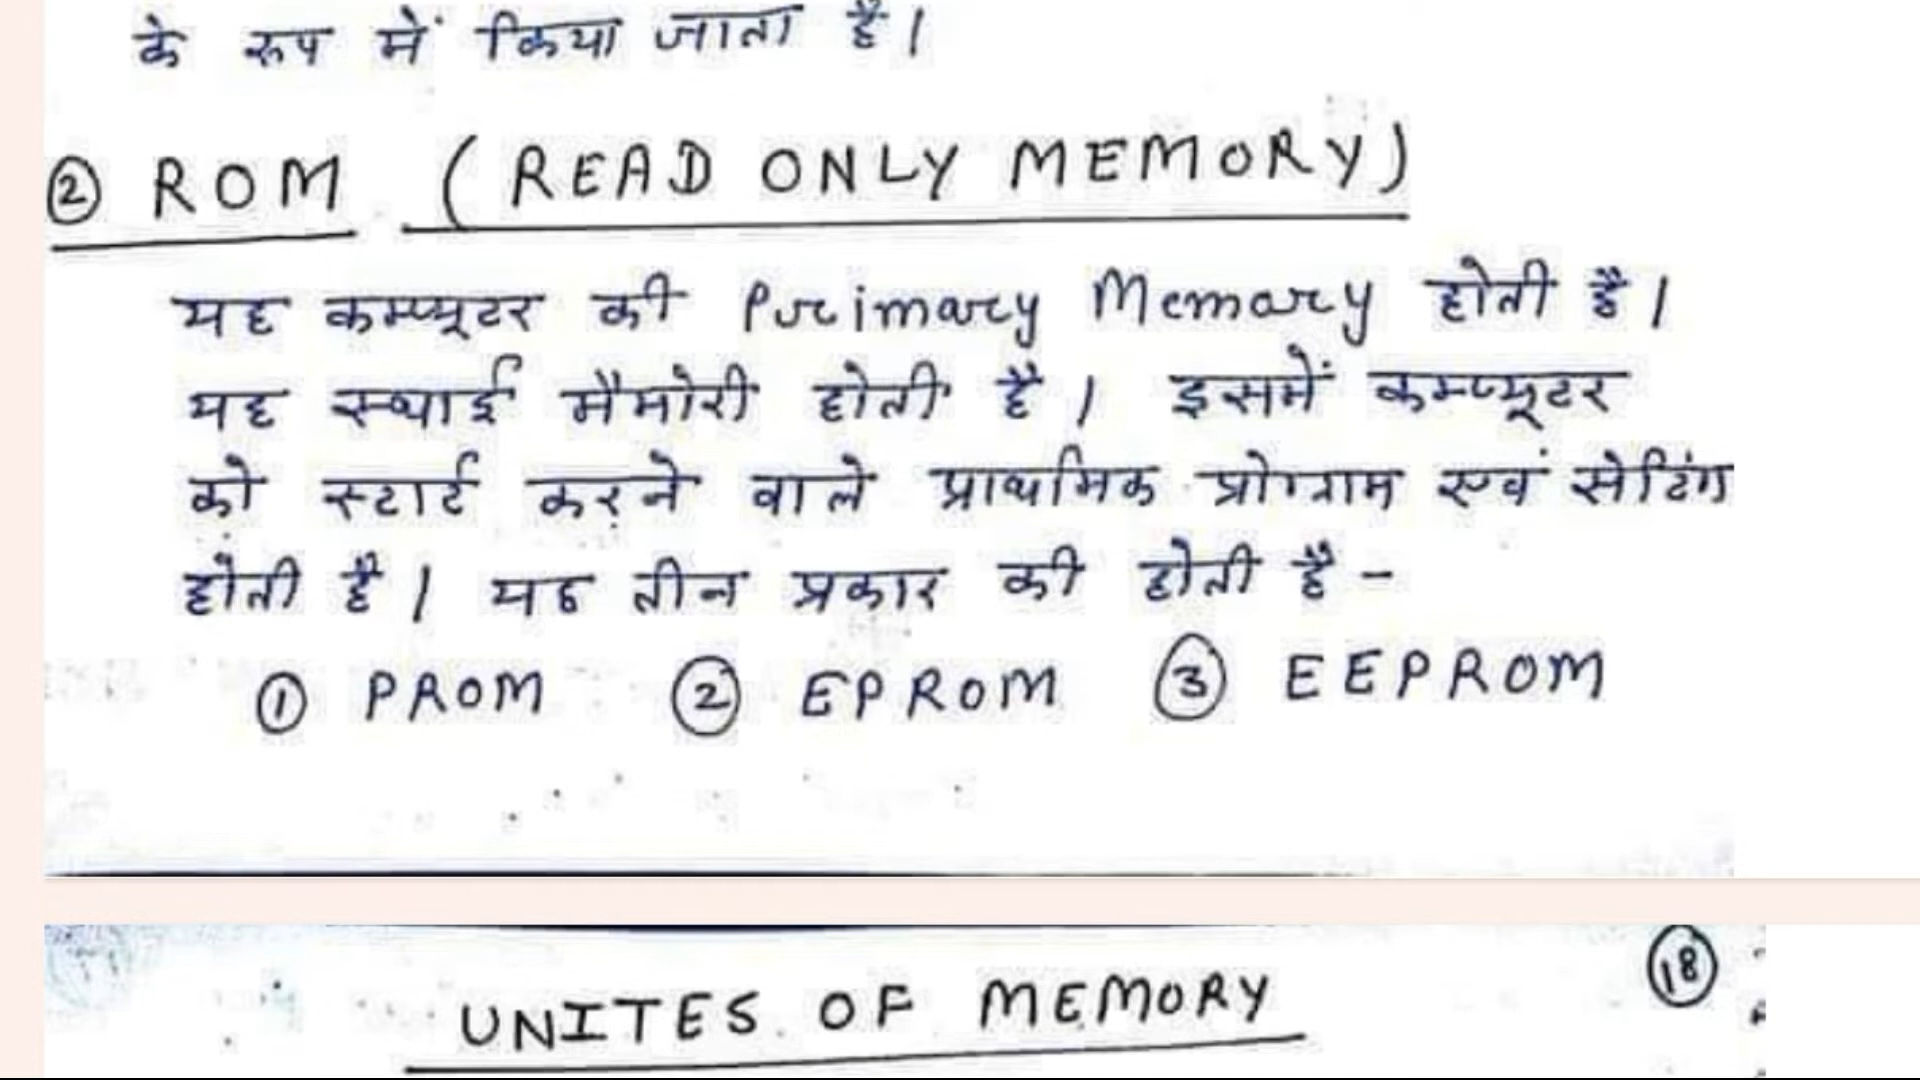 के रूप में किया जाता है।
② ROM (READ ONLY MEMORY)
यह कम्प्यूटर की Primary Memory होती है।
यह स्थाई मैमोरी होती है। इसमें कम्प्यूटर
को स्टार्ट करने वाले प्राथमिक प्रोग्राम एवं सेटिंग
होती है। यह तीन प्रकार की होती है -
① PROM ② EPROM ③ EEPROM
⑱
UNITES OF MEMORY